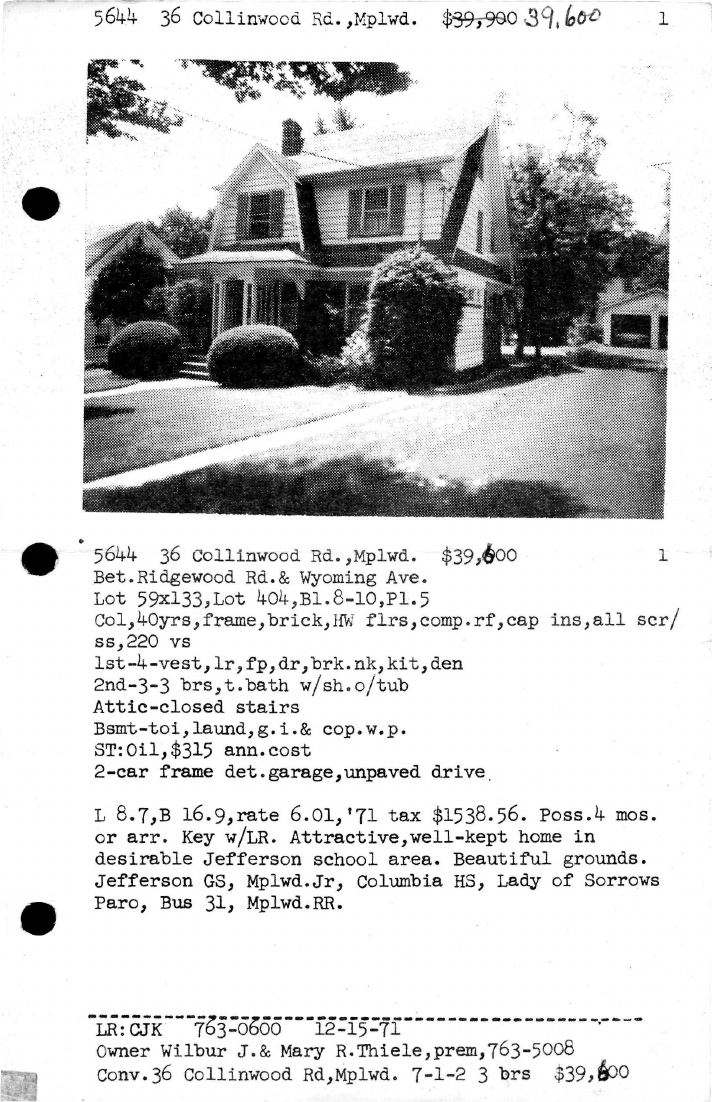 5644 36 Collinwood Rd.,Mplwd. $39,900 39,600 1
5644 36 Collinwood Rd.,Mplwd. $39,600 1
Bet.Ridgewood Rd.& Wyoming Ave.
Lot 59x133,Lot 404,Bl.8-10,Pl.5
Col,40yrs,frame,brick,HW flrs,comp.rf,cap ins,all scr/
ss,220 vs
1st-4-vest,lr,fp,dr,brk.nk,kit,den
2nd-3-3 brs,t.bath w/sh.o/tub
Attic-closed stairs
Bsmt-toi,laund,g.i.& cop.w.p.
ST:Oil,$315 ann.cost
2-car frame det.garage,unpaved drive.
L 8.7,B 16.9,rate 6.01,'71 tax $1538.56. Poss.4 mos.
or arr. Key w/LR. Attractive,well-kept home in
desirable Jefferson school area. Beautiful grounds.
Jefferson GS, Mplwd.Jr, Columbia HS, Lady of Sorrows
Paro, Bus 31, Mplwd.RR.
LR:CJK 763-0600 12-15-71
Owner Wilbur J.& Mary R.Thiele,prem,763-5008
Conv.36 Collinwood Rd,Mplwd. 7-1-2 3 brs $39,600